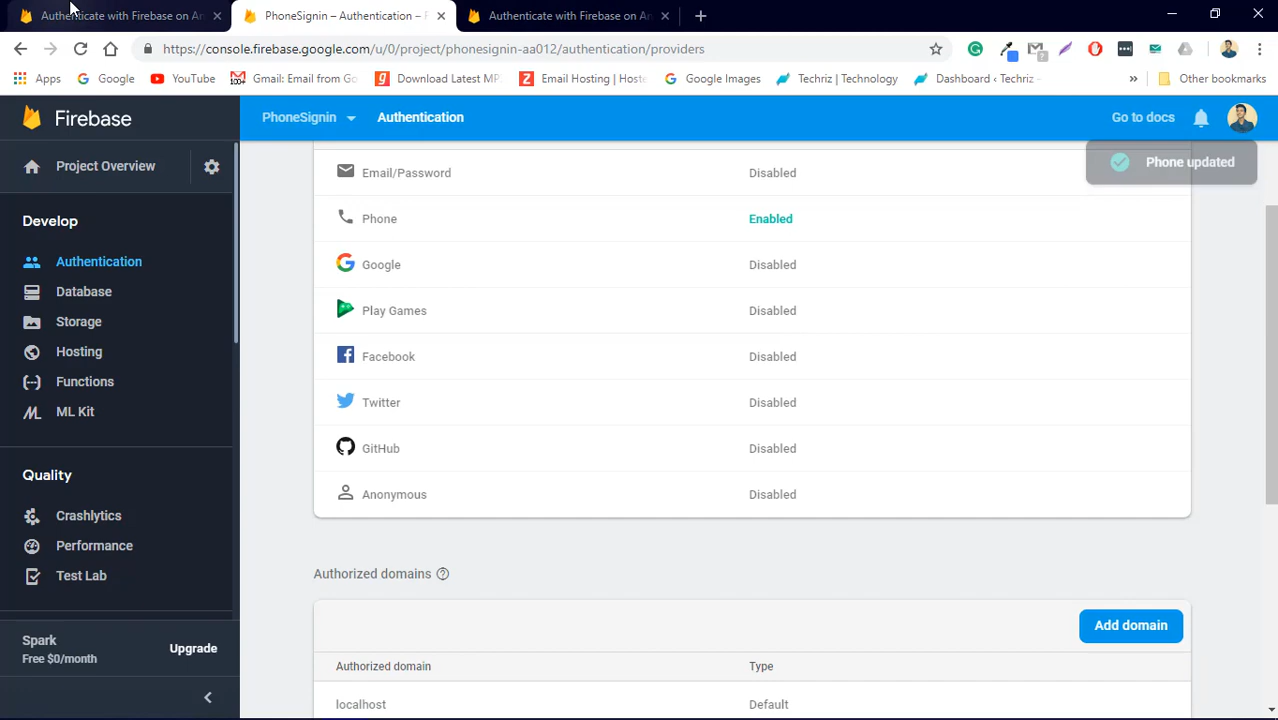 Authenticate with Firebase on An
PhoneSignin – Authentication – F
Authenticate with Firebase on An
https://console.firebase.google.com/u/0/project/phonesignin-aa012/authentication/providers
Apps
Google
YouTube
100+
Gmail: Email from Go
Download Latest MP
Email Hosting | Host
Google Images
Techriz | Technology
Dashboard ‹ Techriz –
»
Other bookmarks
Firebase
PhoneSignin
Authentication
Go to docs
Project Overview
Phone updated
Develop
Authentication
Database
Storage
Hosting
Functions
ML Kit
Quality
Crashlytics
Performance
Test Lab
Spark
Free $0/month
Upgrade
Email/Password Disabled
Phone Enabled
Google Disabled
Play Games Disabled
Facebook Disabled
Twitter Disabled
GitHub Disabled
Anonymous Disabled
Authorized domains
Add domain
Authorized domain Type
localhost Default